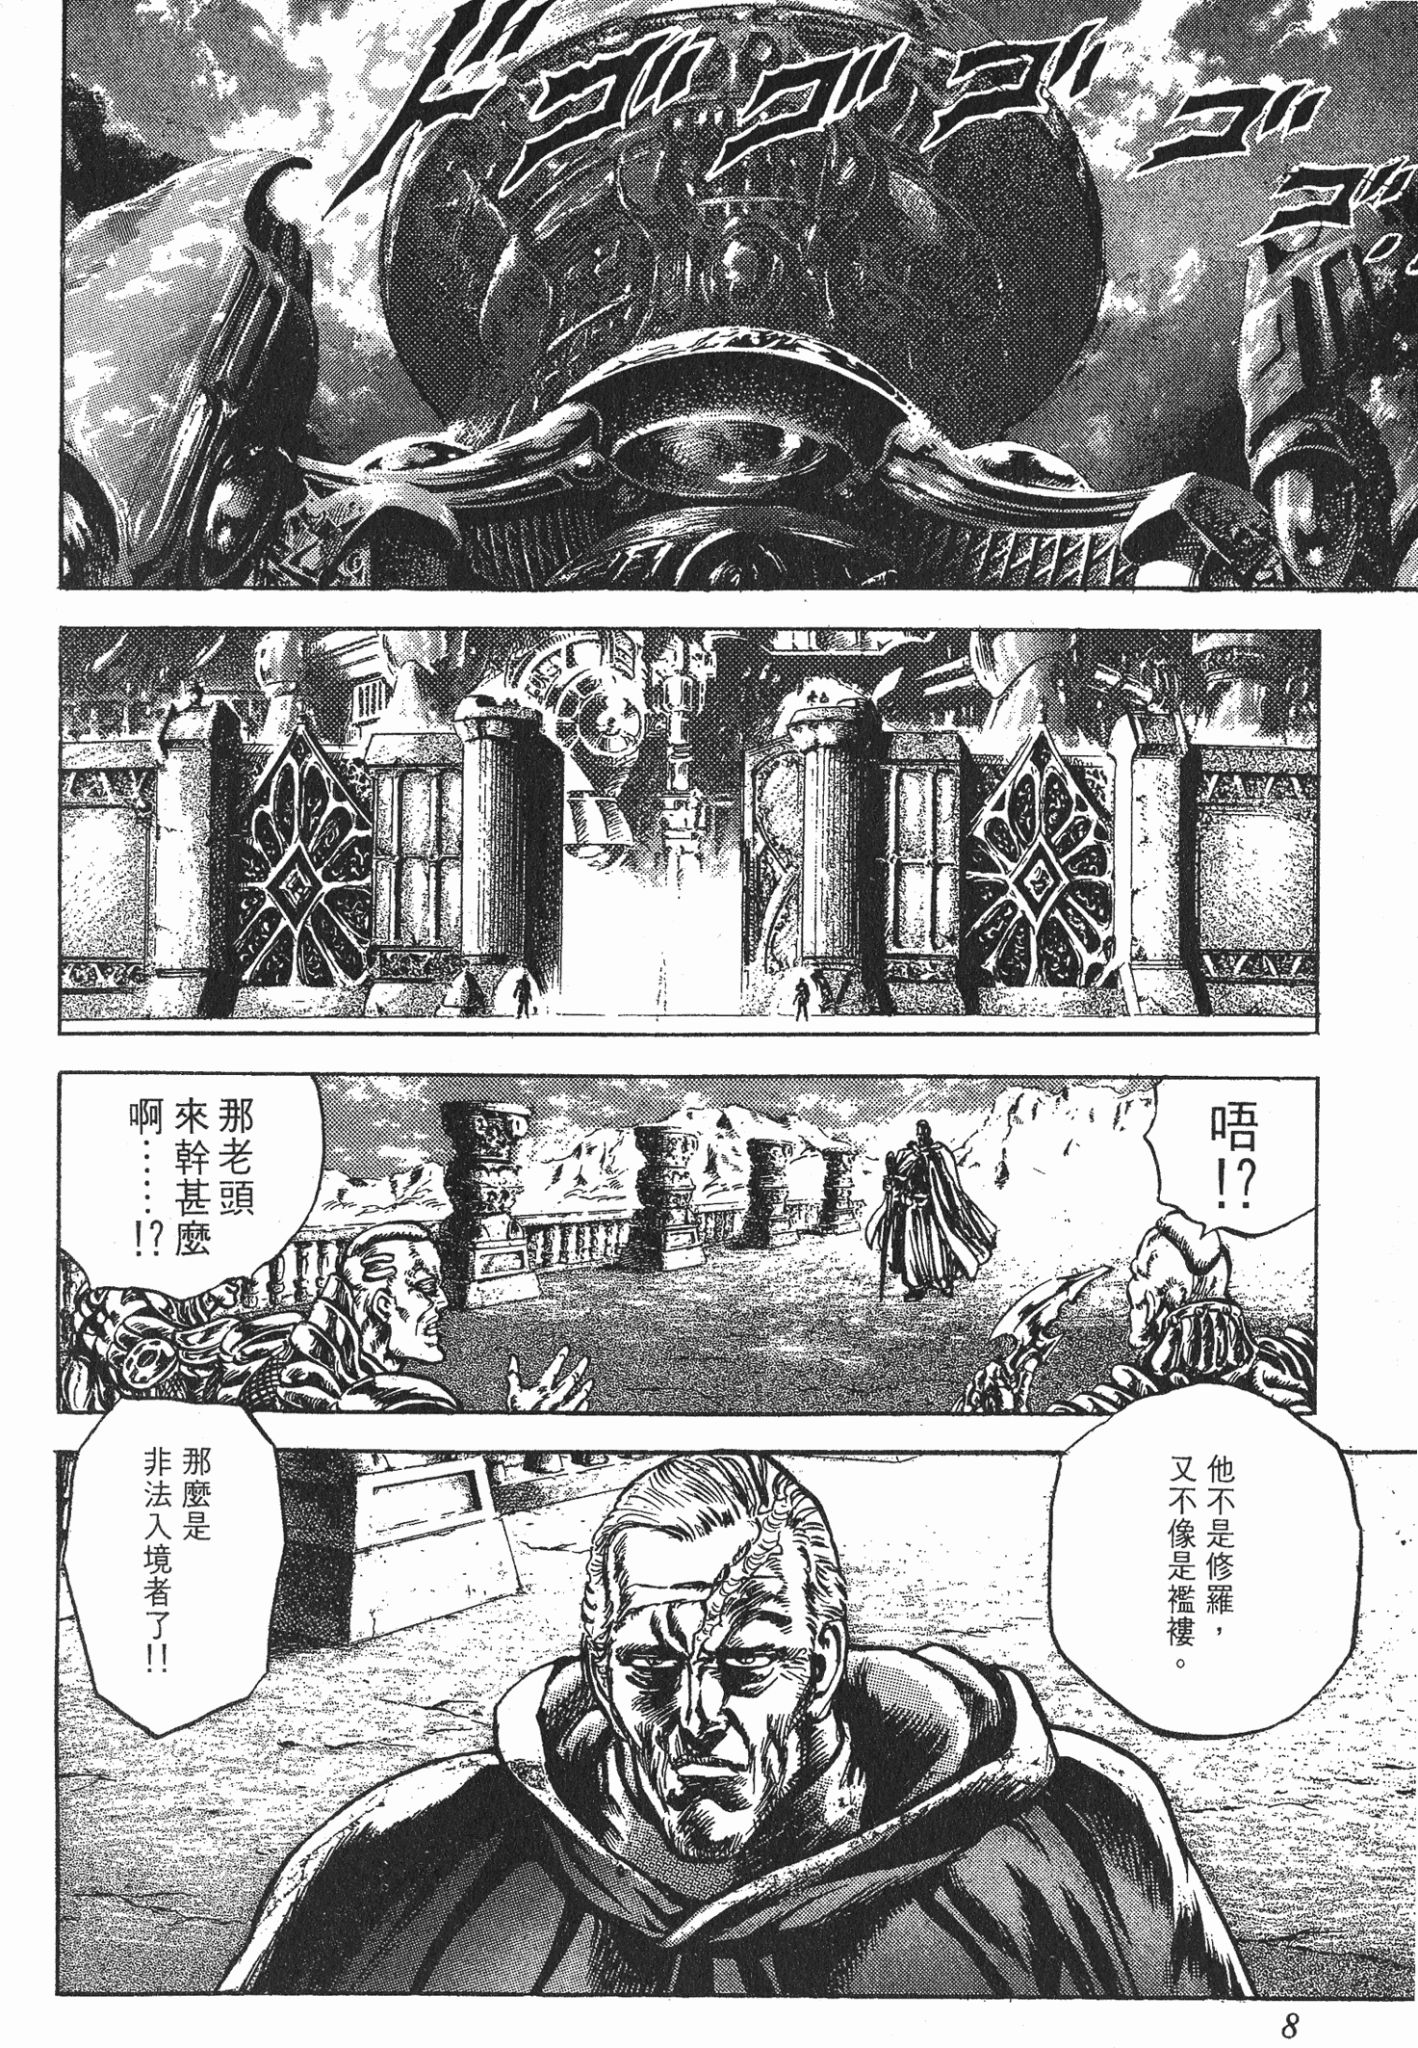 ドゴゴゴゴゴ…
唔!?
那老頭
來幹甚麼
啊……!?
他不是修羅，
又不像是襤褸。
那麼是
非法入境者了!!
8